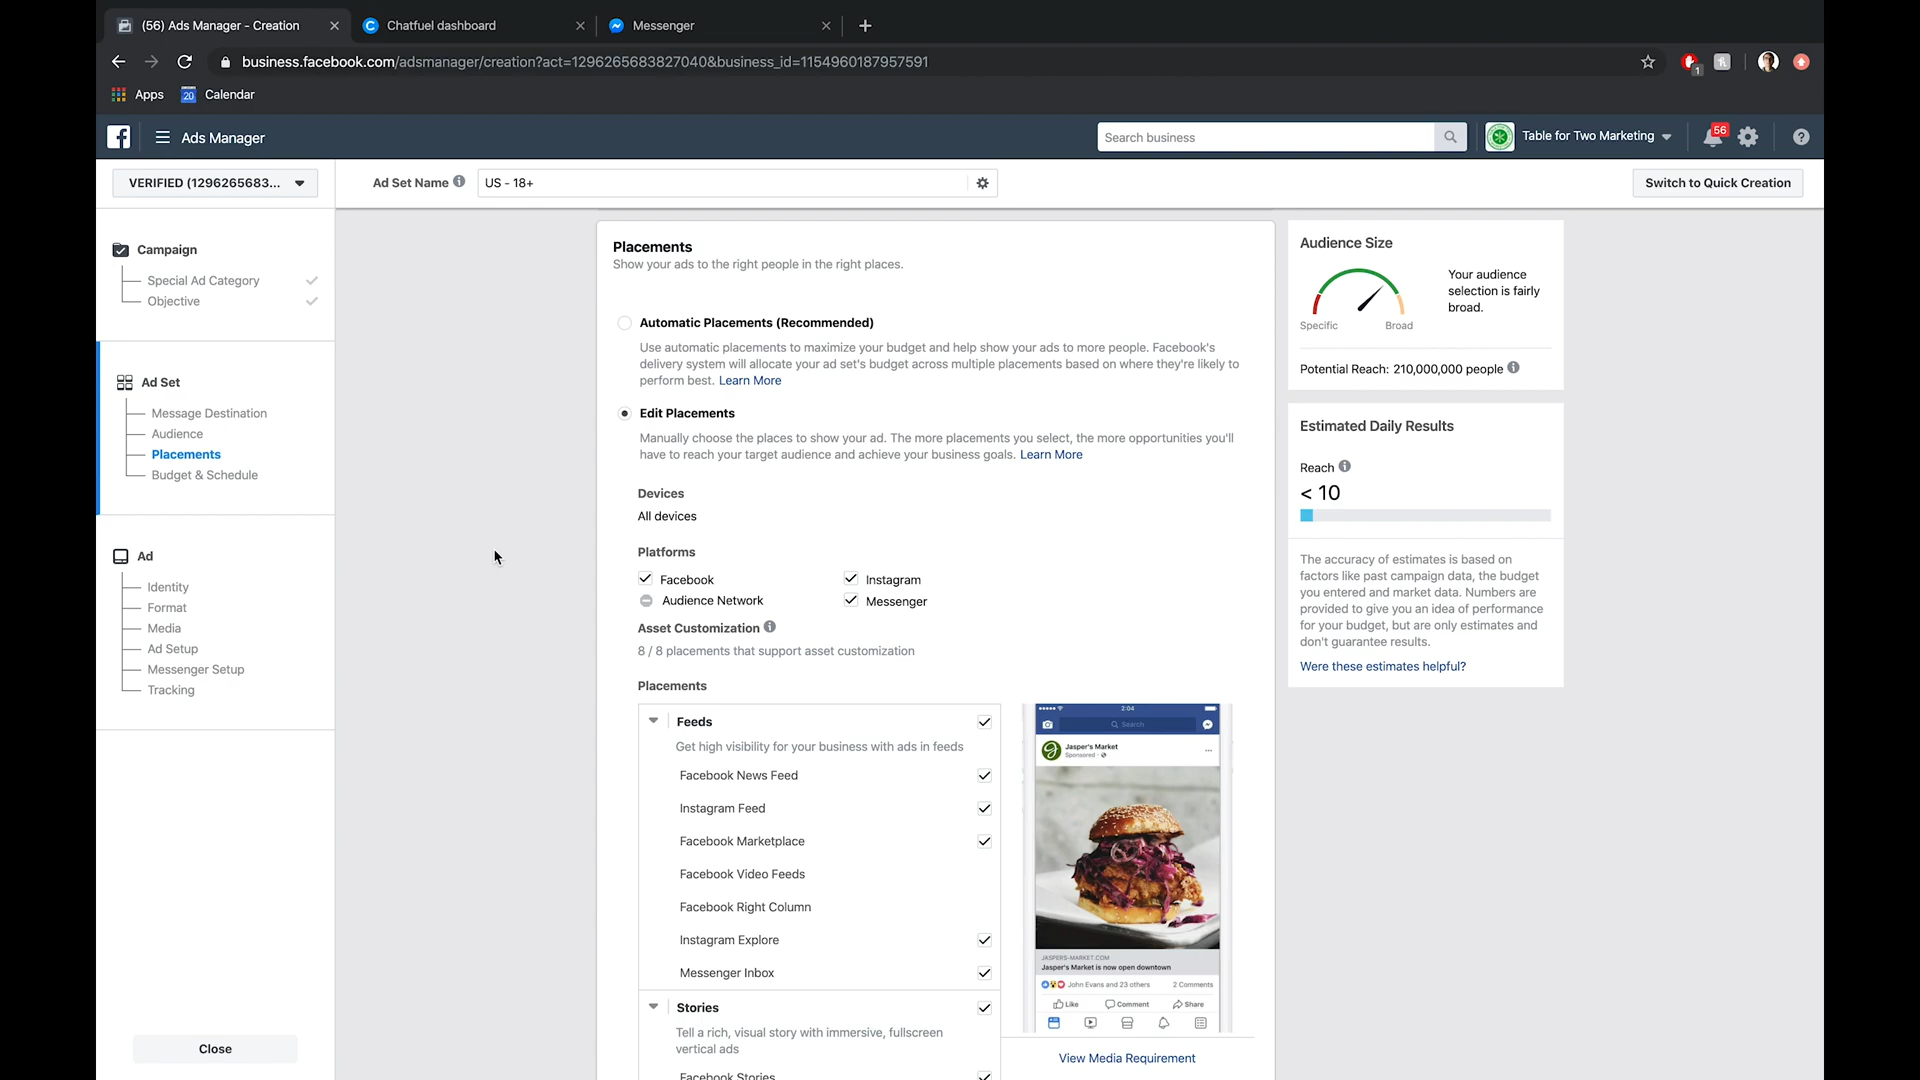 (56) Ads Manager - Creation
Chatfuel dashboard
Messenger
business.facebook.com/adsmanager/creation?act=1296265683827040&business_id=1154960187957591
1
Apps
20
Calendar
Ads Manager
Search business
Table for Two Marketing
56
VERIFIED (1296265683...
Ad Set Name
US - 18+
Switch to Quick Creation
Campaign
Special Ad Category
Objective
Ad Set
Message Destination
Audience
Placements
Budget & Schedule
Ad
Identity
Format
Media
Ad Setup
Messenger Setup
Tracking
Close
Placements
Show your ads to the right people in the right places.
Automatic Placements (Recommended)
Use automatic placements to maximize your budget and help show your ads to more people. Facebook's
delivery system will allocate your ad set's budget across multiple placements based on where they're likely to
perform best. Learn More
Edit Placements
Manually choose the places to show your ad. The more placements you select, the more opportunities you'll
have to reach your target audience and achieve your business goals. Learn More
Devices
All devices
Platforms
Facebook
Instagram
Audience Network
Messenger
Asset Customization
8 / 8 placements that support asset customization
Placements
Feeds
Get high visibility for your business with ads in feeds
Facebook News Feed
Instagram Feed
Facebook Marketplace
Facebook Video Feeds
Facebook Right Column
Instagram Explore
Messenger Inbox
Stories
Tell a rich, visual story with immersive, fullscreen
vertical ads
Facebook Stories
2:04
Search
Jasper's Market
Sponsored
JASPERS-MARKET.COM
Jasper's Market is now open downtown
John Evans and 23 others
2 Comments
Like
Comment
Share
View Media Requirement
Audience Size
Your audience
selection is fairly
broad.
Specific
Broad
Potential Reach: 210,000,000 people
Estimated Daily Results
Reach
< 10
The accuracy of estimates is based on
factors like past campaign data, the budget
you entered and market data. Numbers are
provided to give you an idea of performance
for your budget, but are only estimates and
don't guarantee results.
Were these estimates helpful?